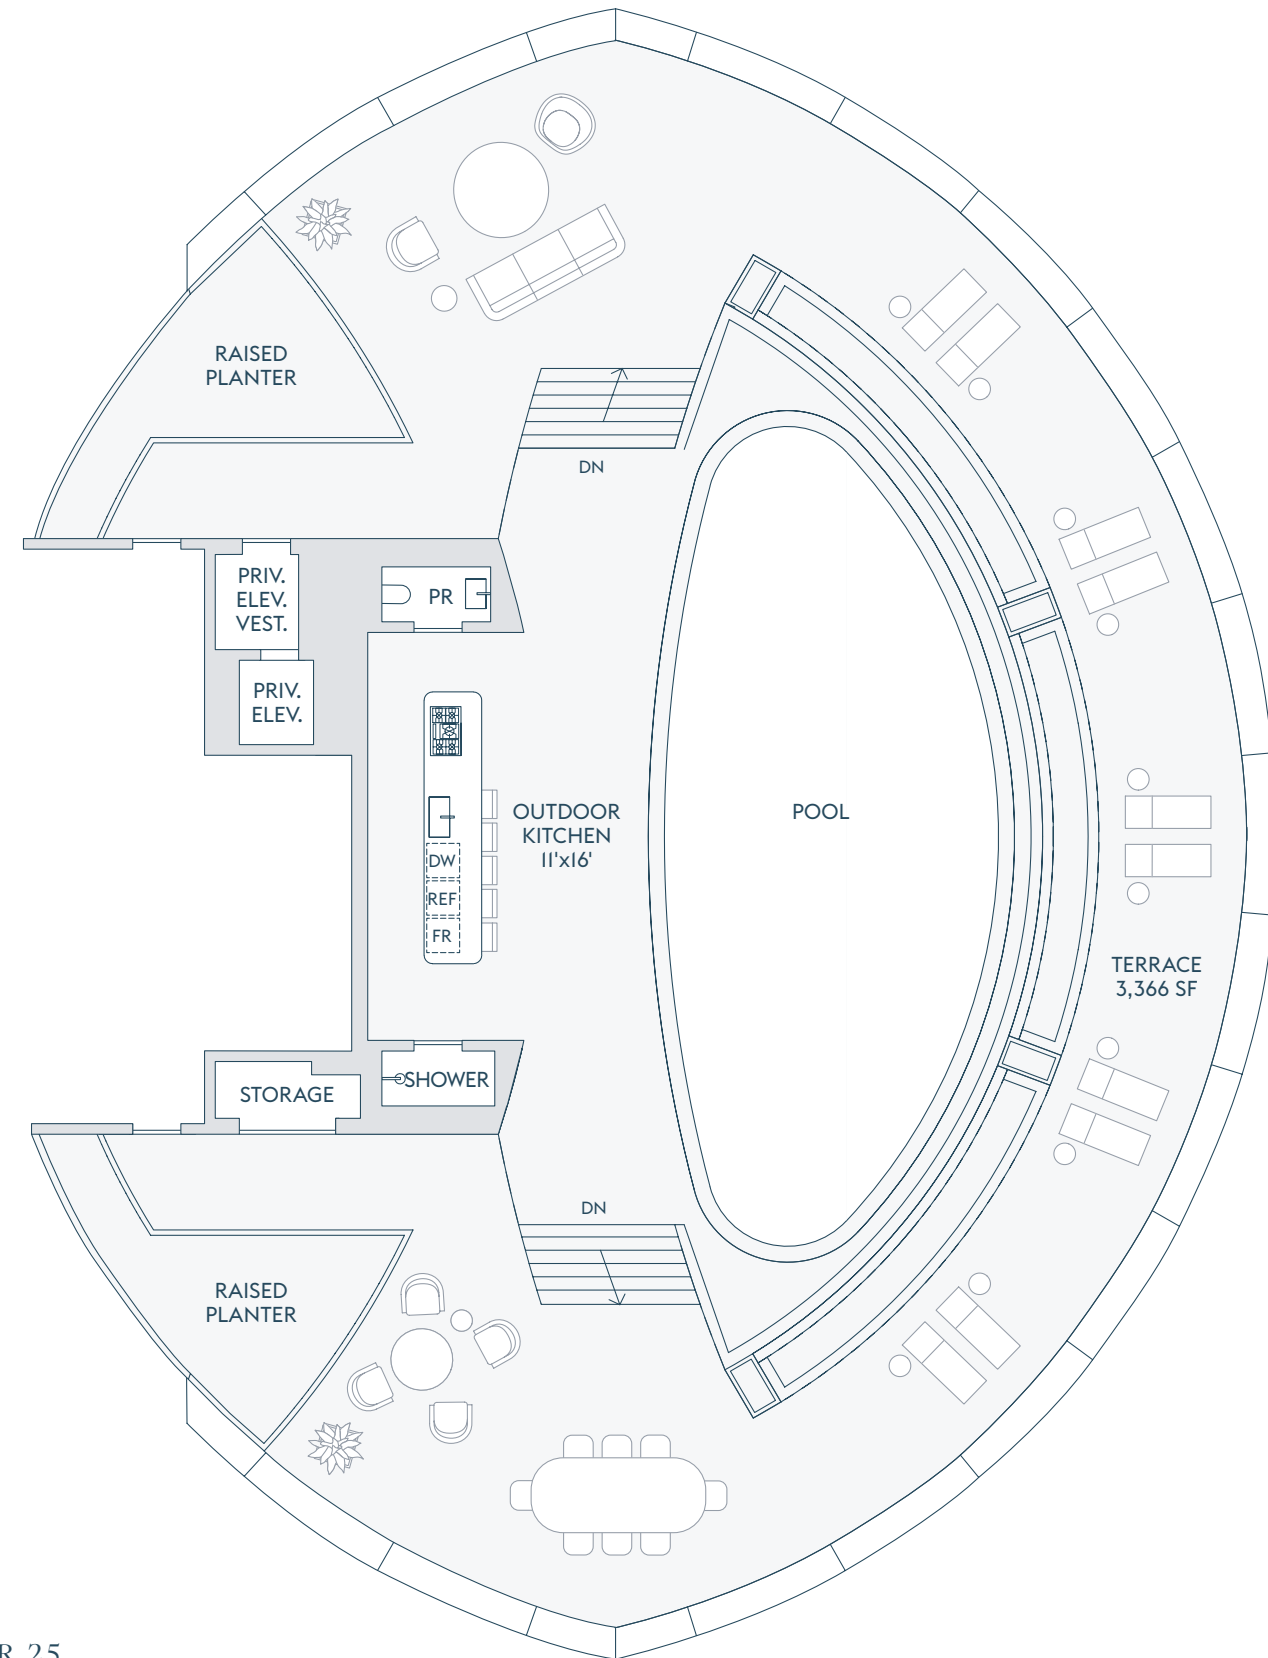 RAISED
PLANTER
DN
PRIV.
ELEV.
VEST.
PR
PRIV.
ELEV.
OUTDOOR
KITCHEN
11'x16'
POOL
DW
REF
FR
TERRACE
3,366 SF
SHOWER
STORAGE
DN
RAISED
PLANTER
R 25